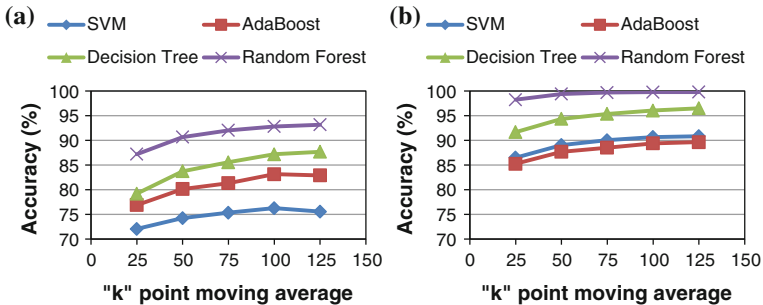 (a)
SVM
AdaBoost
Decision Tree
Random Forest
Accuracy (%)
100
95
90
85
80
75
70
0
25
50
75
100
125
150
"k" point moving average
(b)
SVM
AdaBoost
Decision Tree
Random Forest
Accuracy (%)
100
95
90
85
80
75
70
0
25
50
75
100
125
150
"k" point moving average